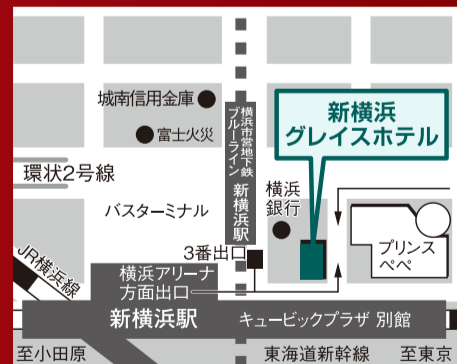 城南信用金庫
富士火災
横浜市営地下鉄
ブルーライン
新横浜駅
新横浜
グレイスホテル
環状2号線
バスターミナル
横浜
銀行
プリンス
ペペ
3番出口
JR横浜線
横浜アリーナ
方面出口
新横浜駅
キュービックプラザ 別館
至小田原
東海道新幹線
至東京